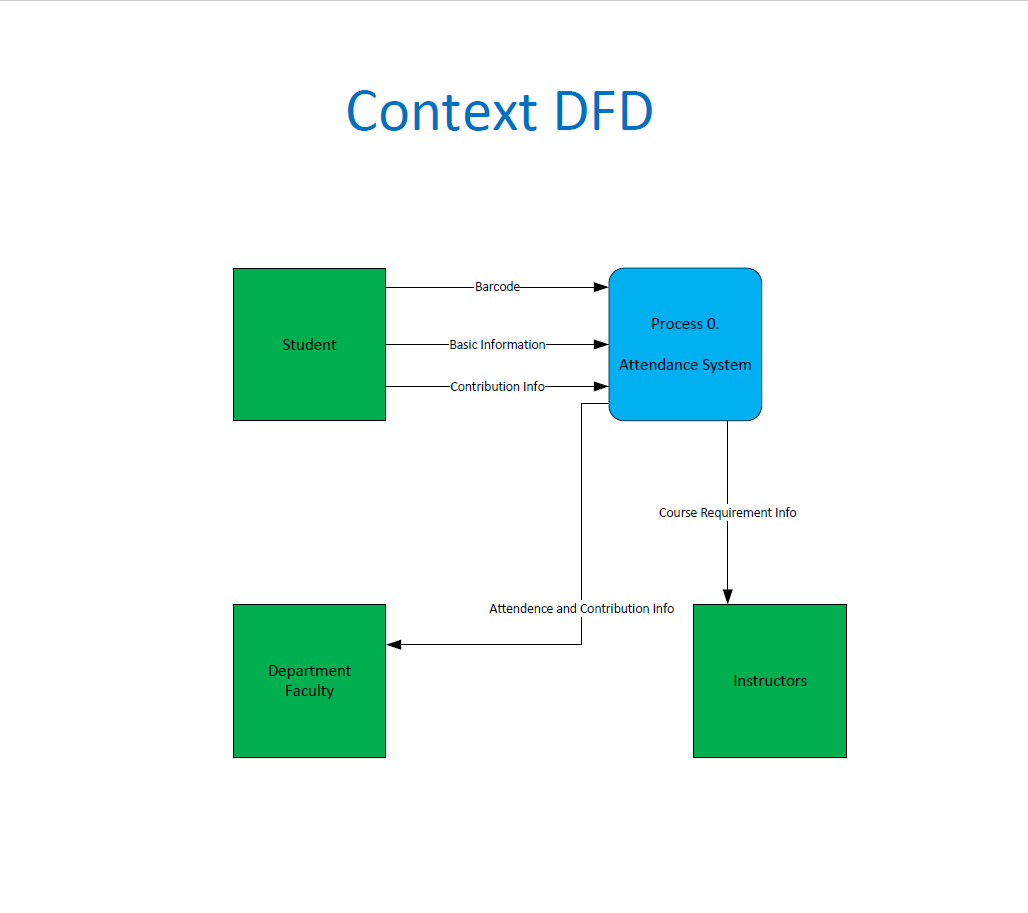 Context DFD
Student
Barcode
Basic Information
Contribution Info
Process 0.
Attendance System
Course Requirement Info
Attendence and Contribution Info
Department
Faculty
Instructors